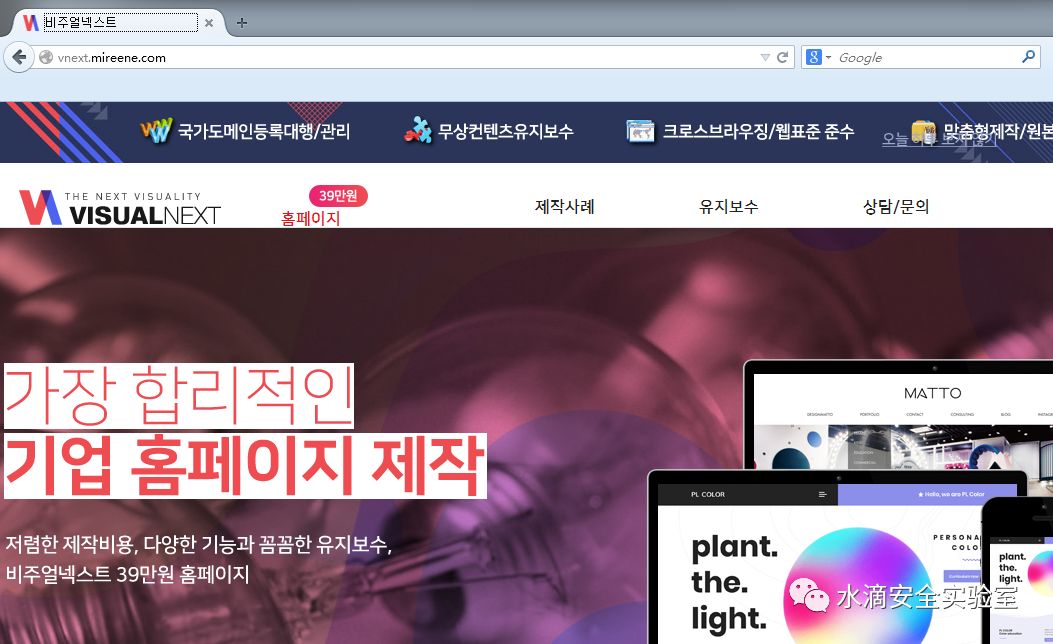 비주얼넥스트
vnext.mireene.com
Google
국가도메인등록대행/관리
무상컨텐츠유지보수
크로스브라우징/웹표준 준수
맞춤형제작/원본
오늘
THE NEXT VISUALITY
VISUALNEXT
39만원
홈페이지
제작사례
유지보수
상담/문의
가장 합리적인
기업 홈페이지 제작
저렴한 제작비용, 다양한 기능과 꼼꼼한 유지보수,
비주얼넥스트 39만원 홈페이지
MATTO
DESIGNMATTO PORTFOLIO CONTACT CONSULTING BLOG
PL COLOR
Hello, we are PL Color
PERSONA
COLO
plant.
the.
light.
plant.
the.
light.
水滴安全实验室